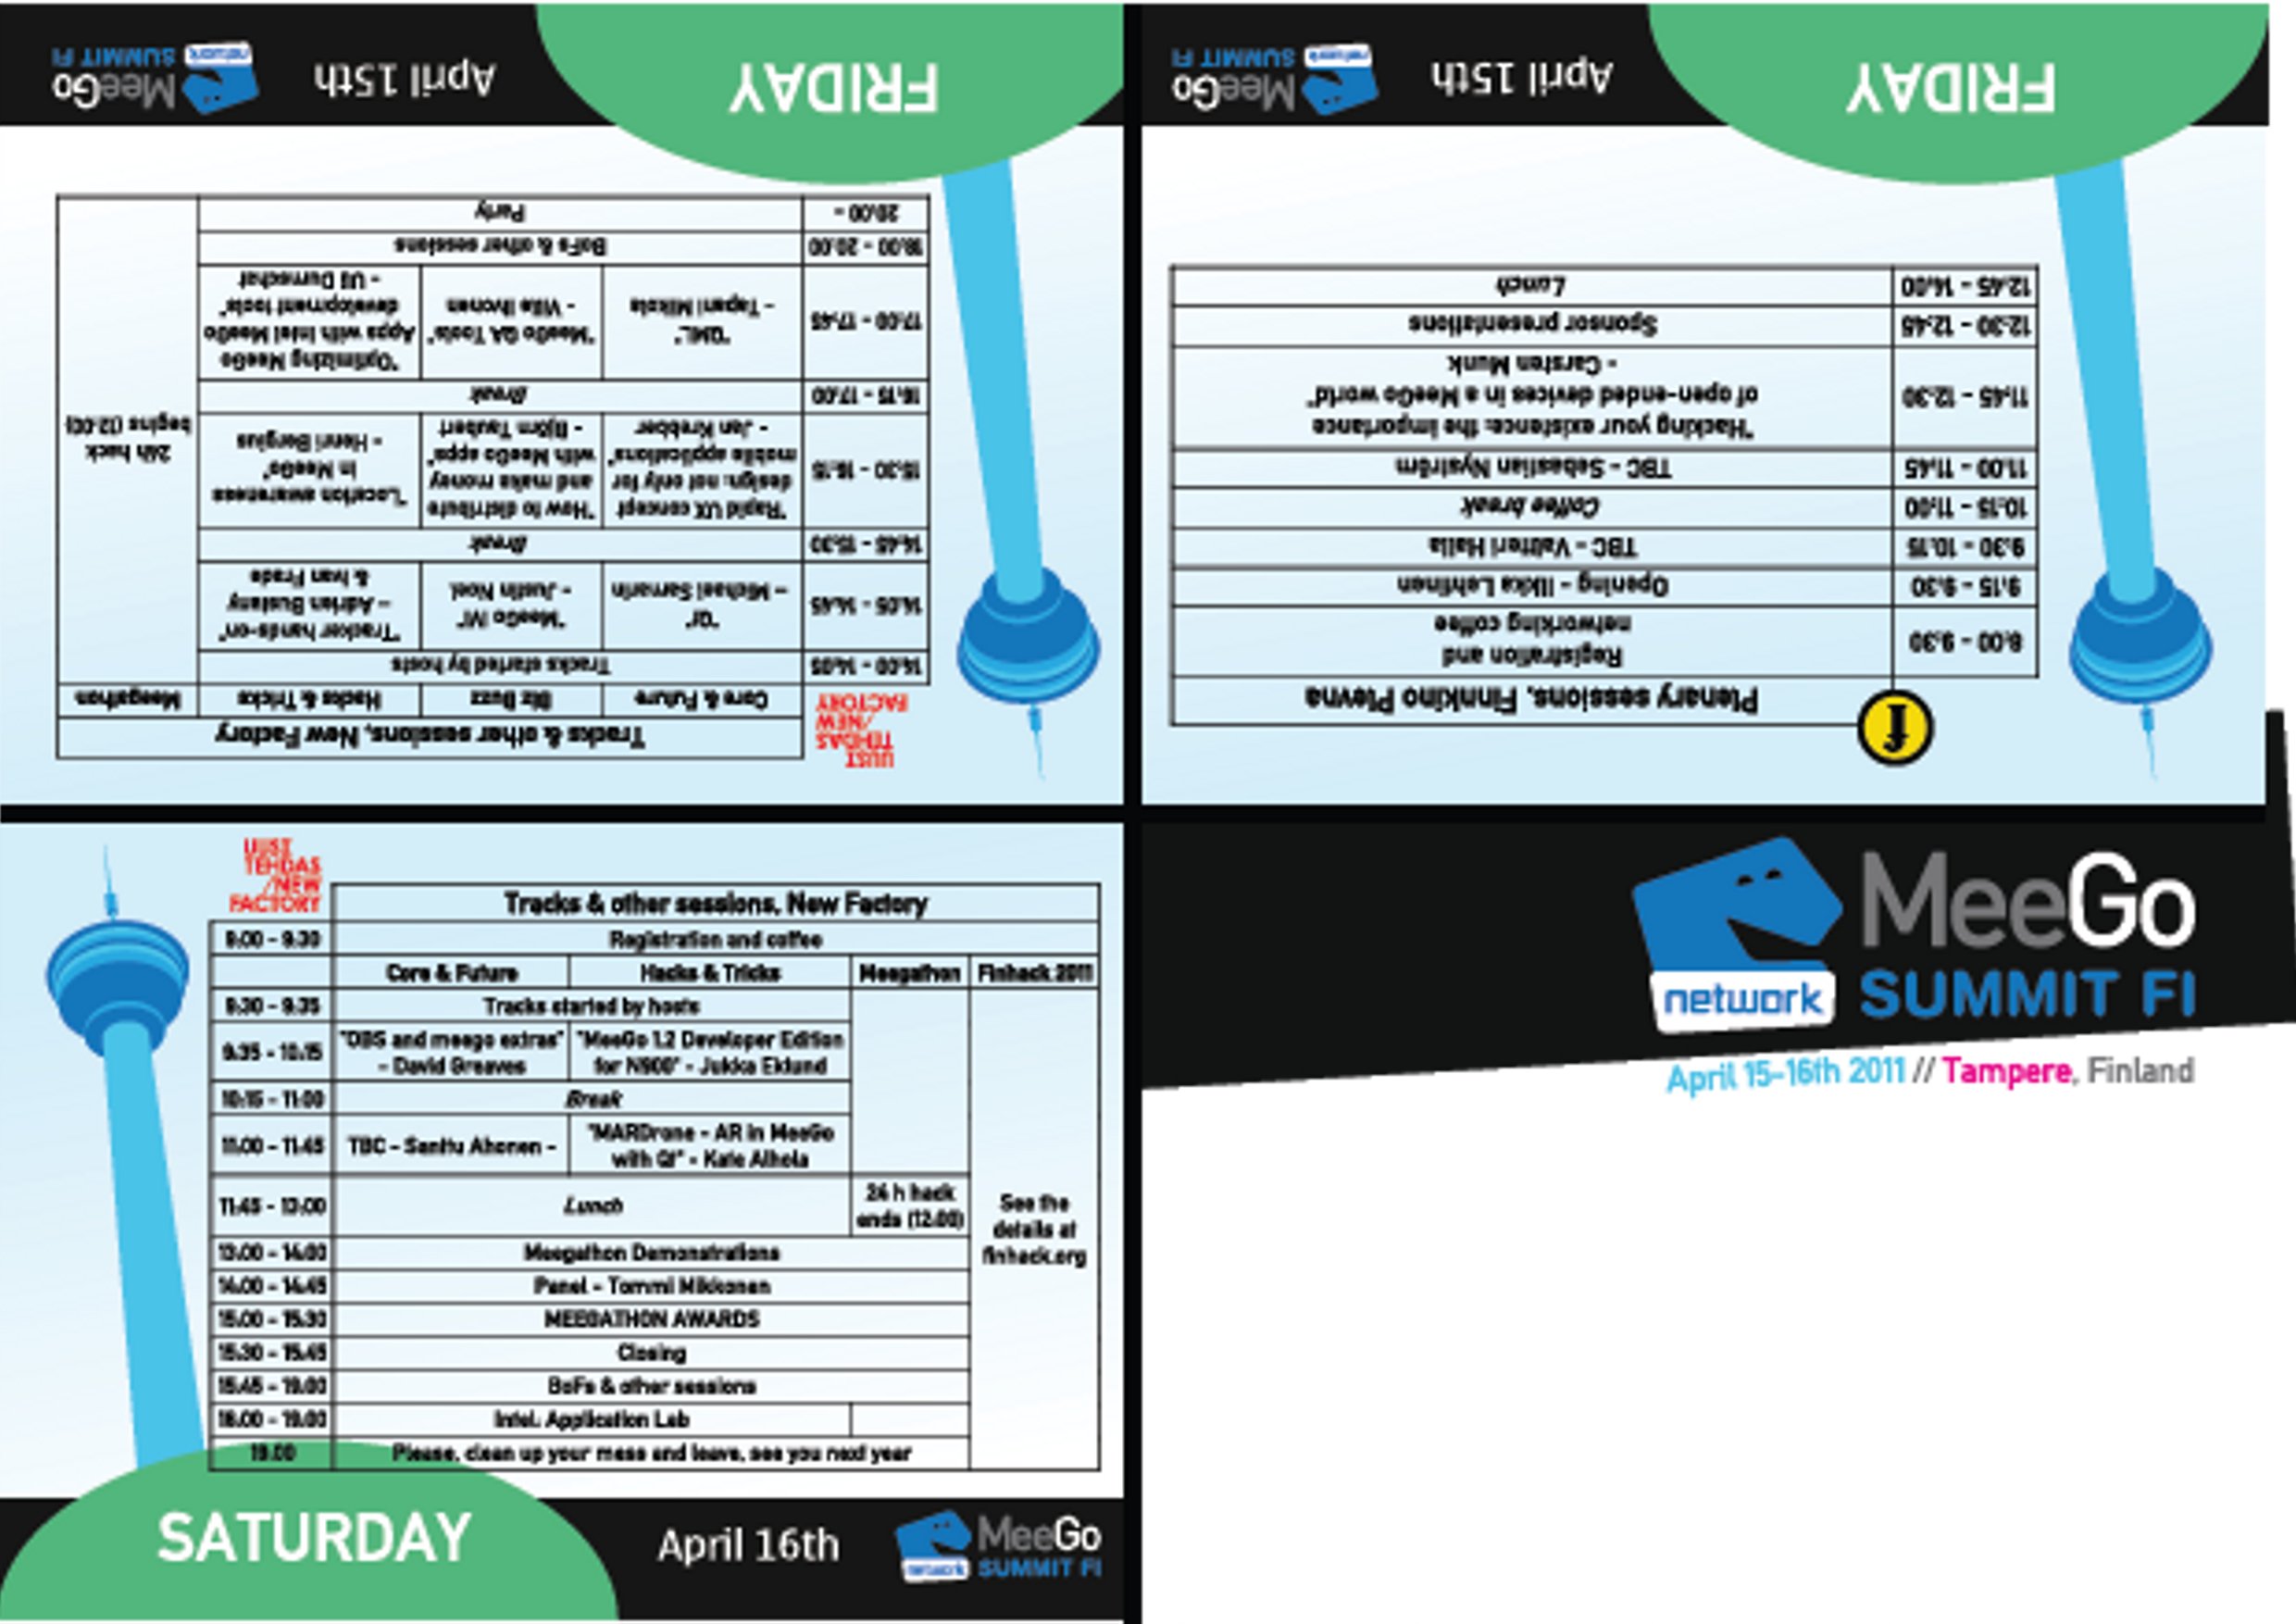 FRIDAY
April 15th
MeeGo
network
SUMMIT FI
UUSI
TEHDAS
/NEW
FACTORY
Tracks & other sessions, New Factory
Core & Future Biz Buzz Hacks & Tricks Meegathon
14:00 - 14:05 Tracks started by hosts
14:05 - 14:45
"Qt"
- Michael Samarin
"MeeGo IVI"
- Justin Noel
"Tracker hands-on"
- Adrien Bustany
& Ivan Frade
14:45 - 15:30 Break
15:30 - 16:15
"Rapid UX concept
design: not only for
mobile applications"
- Jan Krebber
"How to distribute
and make money
with MeeGo apps"
- Björn Taubert
"Location awareness
in MeeGo"
- Henri Bergius
16:15 - 17:00 Break
17:00 - 17:45
"QML"
- Tapani Mikola
"MeeGo QA Tools"
- Ville Ilvonen
"Optimizing MeeGo
Apps with Intel MeeGo
development tools"
- Uli Dumschat
18:00 - 20:00 BoFs & other sessions
20:00 - Party
24h hack
begins (12:00)
FRIDAY
April 15th
MeeGo
network
SUMMIT FI
Plenary sessions, Finnkino Plevna
8:00 - 9:30 Registration and
networking coffee
9:15 - 9:30 Opening - Ilkka Lehtinen
9:30 - 10:15 TBC - Valtteri Halla
10:15 - 11:00 Coffee break
11:00 - 11:45 TBC - Sebastian Nyström
11:45 - 12:30 "Hacking your existence: the importance
of open-ended devices in a MeeGo world"
- Carsten Munk
12:30 - 12:45 Sponsor presentations
12:45 - 14:00 Lunch
UUSI
TEHDAS
/NEW
FACTORY
Tracks & other sessions, New Factory
8:00 - 9:30 Registration and coffee
Core & Future Hacks & Tricks Meegathon Finhack 2011
9:30 - 9:35 Tracks started by hosts
9:35 - 10:15
"OBS and meego extras"
- David Greaves
"MeeGo 1.2 Developer Edition
for N900" - Jukka Eklund
10:15 - 11:00 Break
11:00 - 11:45 TBC - Santtu Ahonen -
"MARDrone - AR in MeeGo
with Qt" - Kate Alhola
11:45 - 13:00 Lunch
24 h hack
ends (12:00)
See the
details at
finhack.org
13:00 - 14:00 Meegathon Demonstrations
14:00 - 14:45 Panel - Tommi Mikkonen
15:00 - 15:30 MEEGATHON AWARDS
15:30 - 15:45 Closing
15:45 - 19:00 BoFs & other sessions
16:00 - 19:00 Intel: Application Lab
19:00 Please, clean up your mess and leave, see you next year
SATURDAY
April 16th
MeeGo
network
SUMMIT FI
MeeGo
network
SUMMIT FI
April 15-16th 2011 // Tampere, Finland